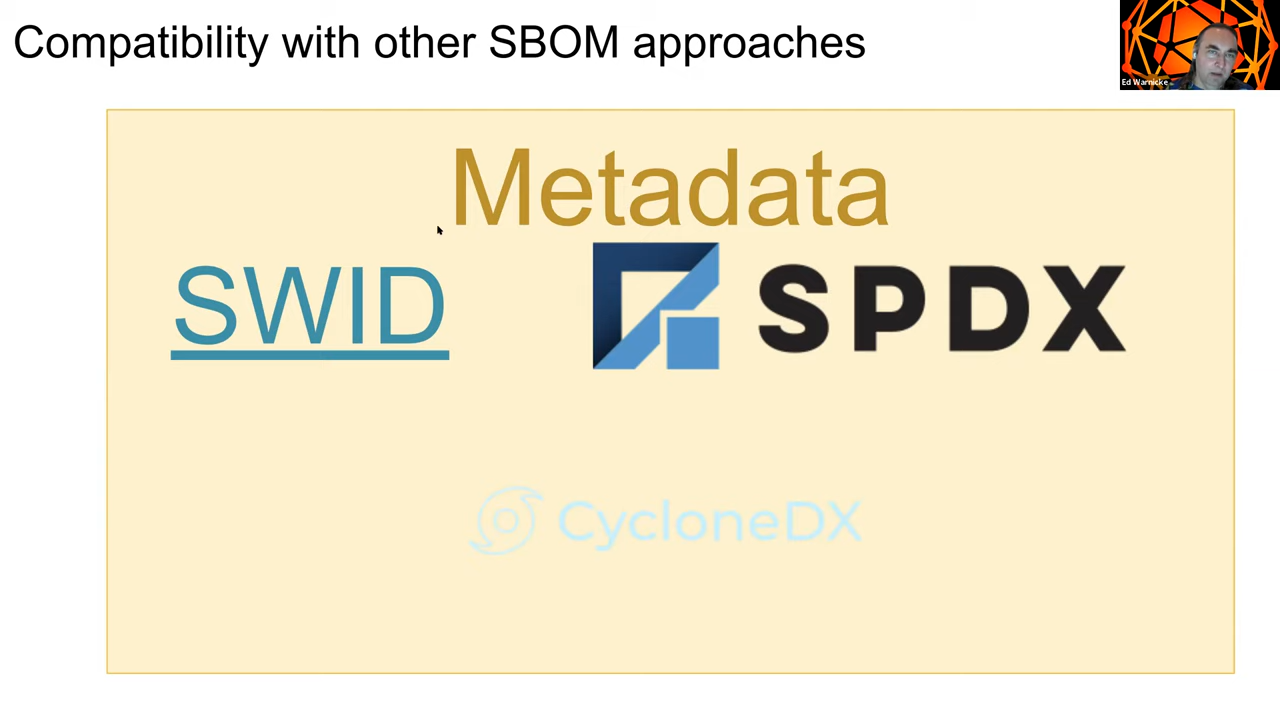 Compatibility with other SBOM approaches
Ed Warnicke
Metadata
SWID
SPDX
CycloneDX